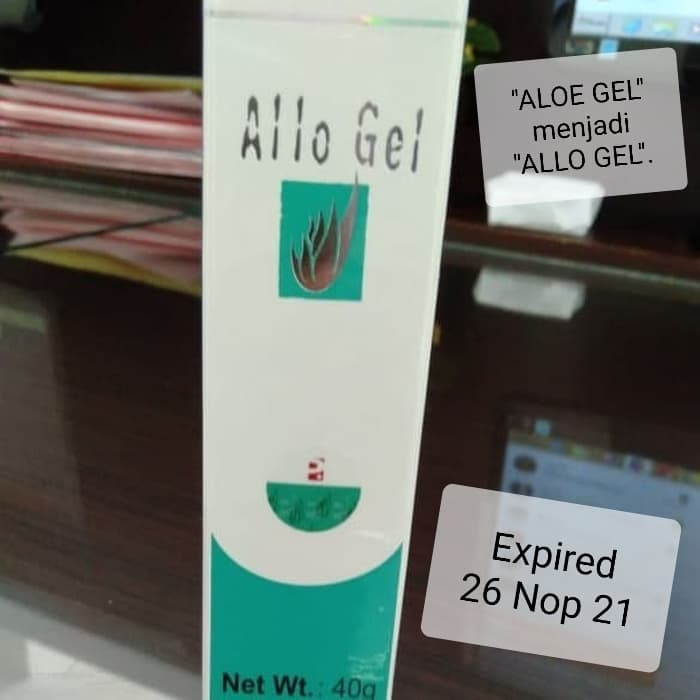 Allo Gel
"ALOE GEL"
menjadi
"ALLO GEL".
Expired
26 Nop 21
Net Wt.: 40g